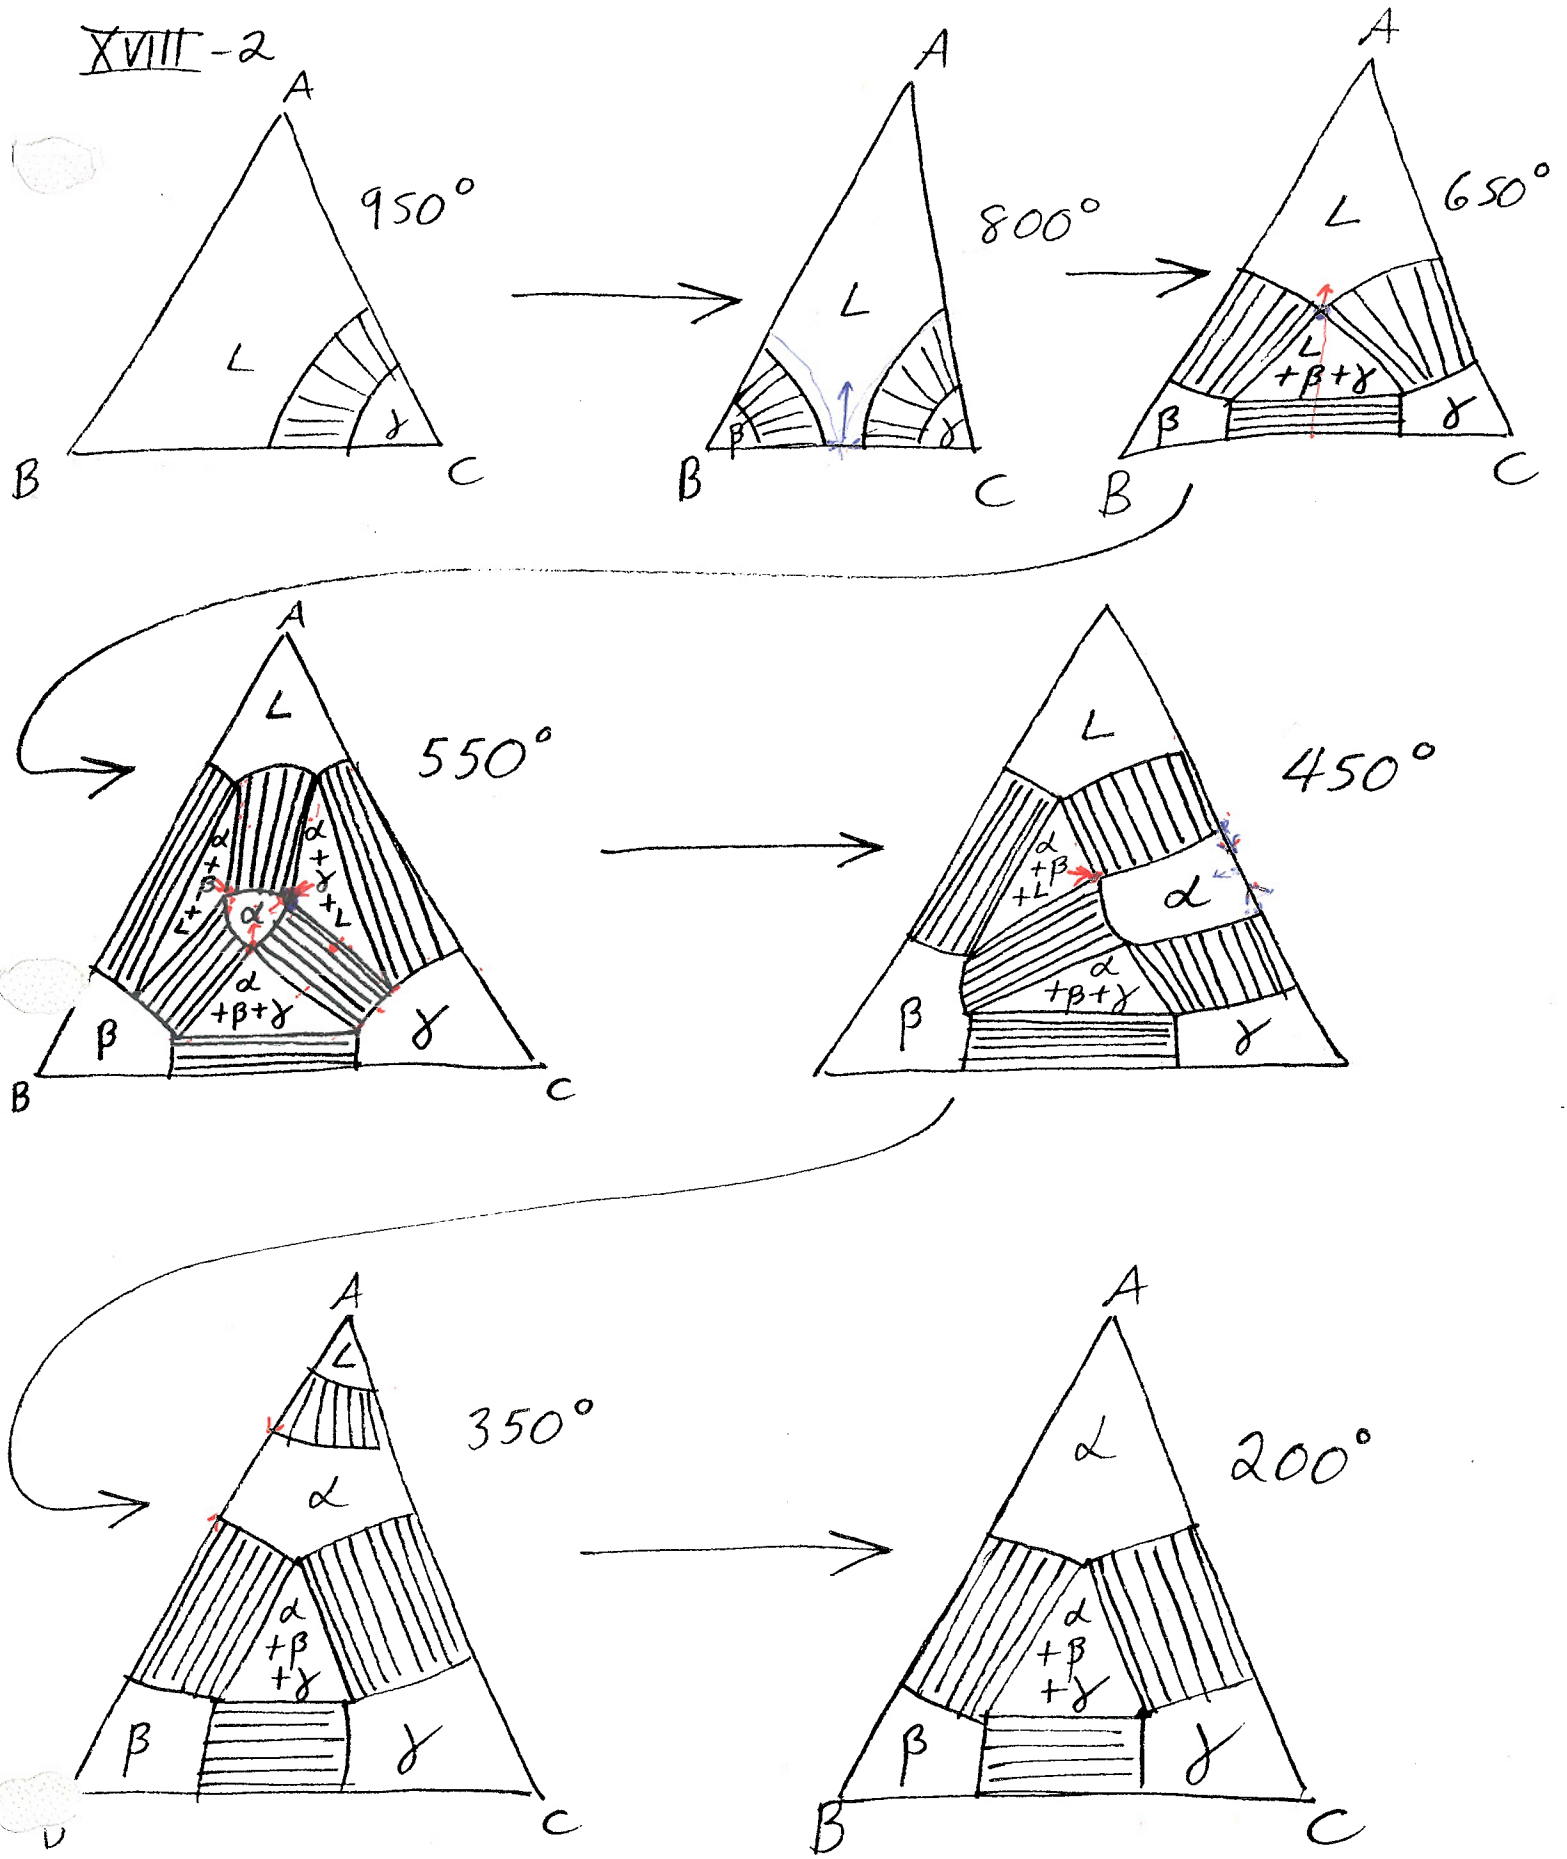 XVIII-2
A
950°
L
γ
B
C
A
800°
L
β
γ
B
C
A
650°
L
L
+β+γ
β
γ
B
C
A
L
550°
α
+
β
+
L
α
+
γ
+
L
α
α
+β+γ
β
γ
B
C
L
450°
α
+β
+L
α
α
+β+γ
β
γ
A
L
350°
α
α
+β
+γ
β
γ
C
A
200°
α
α
+β
+γ
β
γ
B
C